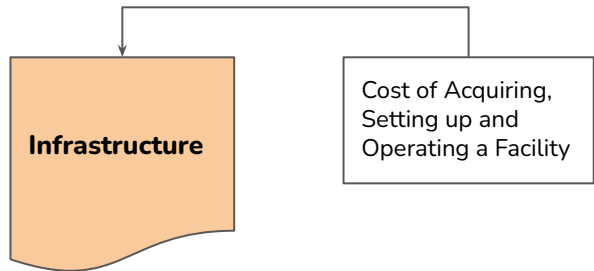 Infrastructure
Cost of Acquiring,
Setting up and
Operating a Facility